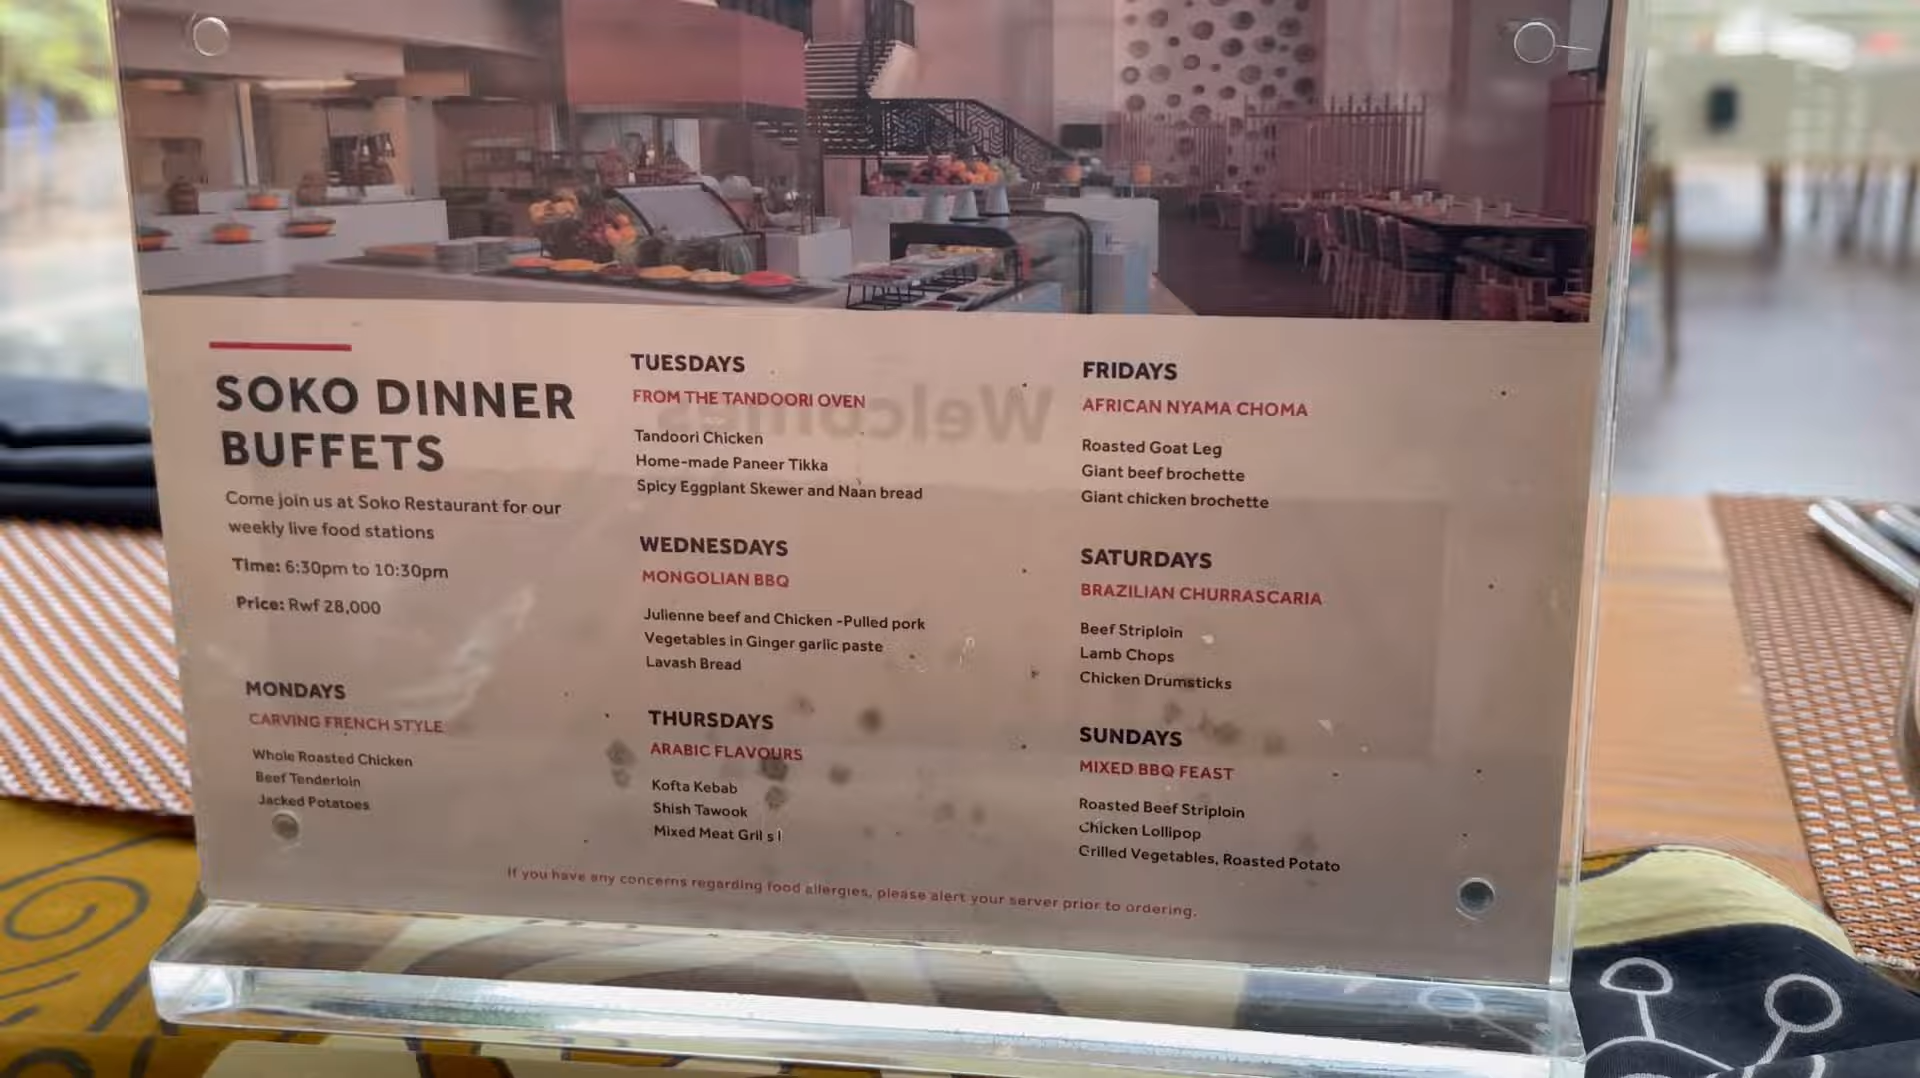 SOKO DINNER
BUFFETS
Come join us at Soko Restaurant for our
weekly live food stations
Time: 6:30pm to 10:30pm
Price: Rwf 28,000
MONDAYS
CARVING FRENCH STYLE
Whole Roasted Chicken
Beef Tenderloin
Jacked Potatoes
TUESDAYS
FROM THE TANDOORI OVEN
Tandoori Chicken
Home-made Paneer Tikka
Spicy Eggplant Skewer and Naan bread
WEDNESDAYS
MONGOLIAN BBQ
Julienne beef and Chicken -Pulled pork
Vegetables in Ginger garlic paste
Lavash Bread
THURSDAYS
ARABIC FLAVOURS
Kofta Kebab
Shish Tawook
Mixed Meat Gril s l
FRIDAYS
AFRICAN NYAMA CHOMA
Roasted Goat Leg
Giant beef brochette
Giant chicken brochette
SATURDAYS
BRAZILIAN CHURRASCARIA
Beef Striploin
Lamb Chops
Chicken Drumsticks
SUNDAYS
MIXED BBQ FEAST
Roasted Beef Striploin
Chicken Lollipop
Grilled Vegetables, Roasted Potato
If you have any concerns regarding food allergies, please alert your server prior to ordering.